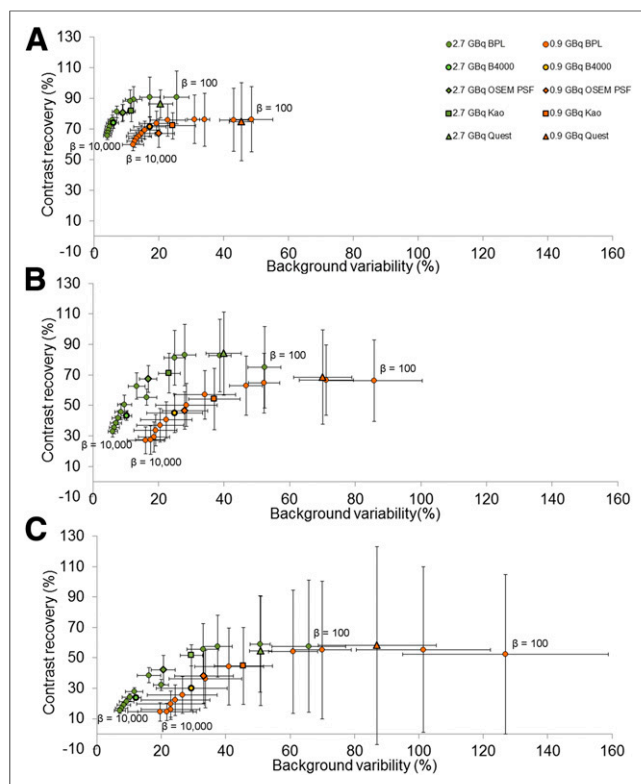 A
130
110
90
70
50
30
10
-10
Contrast recovery (%)
0 20 40 60 80 100 120 140 160
Background variability (%)
β = 100
β = 100
β = 10,000
β = 10,000
2.7 GBq BPL
0.9 GBq BPL
2.7 GBq B4000
0.9 GBq B4000
2.7 GBq OSEM PSF
0.9 GBq OSEM PSF
2.7 GBq Kao
0.9 GBq Kao
2.7 GBq Quest
0.9 GBq Quest
B
130
110
90
70
50
30
10
-10
Contrast recovery (%)
0 20 40 60 80 100 120 140 160
Background variability(%)
β = 100
β = 100
β = 10,000
β = 10,000
C
130
110
90
70
50
30
10
-10
Contrast recovery (%)
0 20 40 60 80 100 120 140 160
Background variability (%)
β = 100
β = 100
β = 10,000
β = 10,000